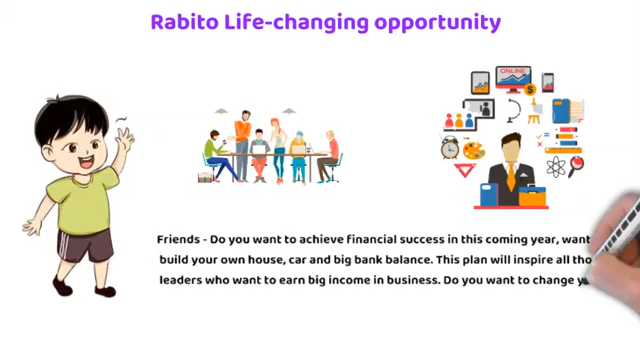 Rabito Life-changing opportunity
ONLINE
Friends - Do you want to achieve financial success in this coming year, want
build your own house, car and big bank balance. This plan will inspire all tho
leaders who want to earn big income in business. Do you want to change y